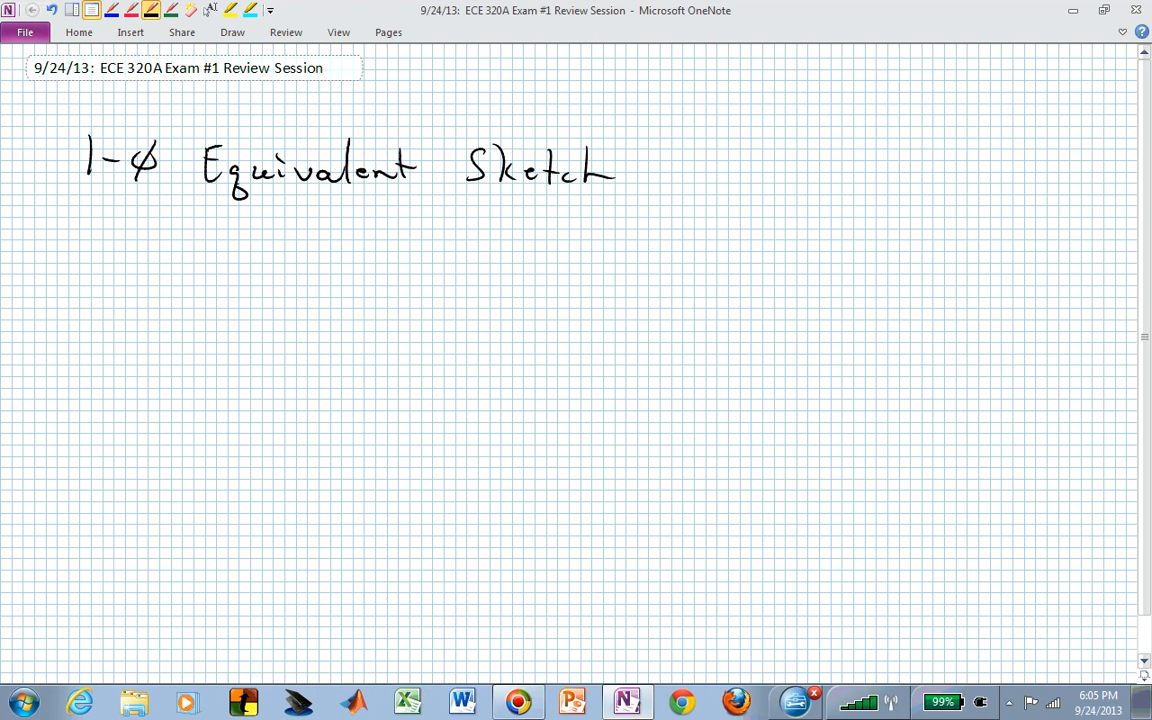 9/24/13: ECE 320A Exam #1 Review Session - Microsoft OneNote
File Home Insert Share Draw Review View Pages
9/24/13: ECE 320A Exam #1 Review Session
1-φ Equivalent Sketch
99%
6:05 PM
9/24/2013